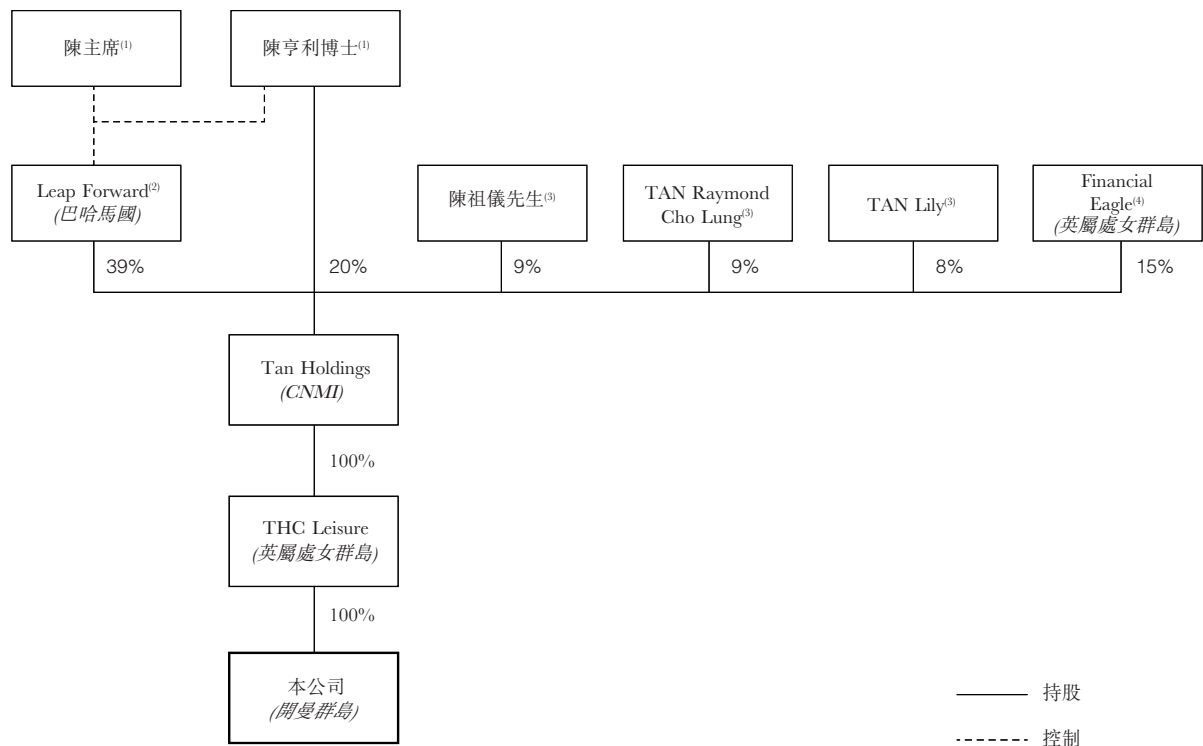 陳主席(1)
陳亨利博士(1)
Leap Forward(2)
(巴哈馬國)
陳祖儀先生(3)
TAN Raymond
Cho Lung(3)
TAN Lily(3)
Financial
Eagle(4)
(英屬處女群島)
39%
20%
9%
9%
8%
15%
Tan Holdings
(CNMI)
100%
THC Leisure
(英屬處女群島)
100%
本公司
(開曼群島)
持股
控制